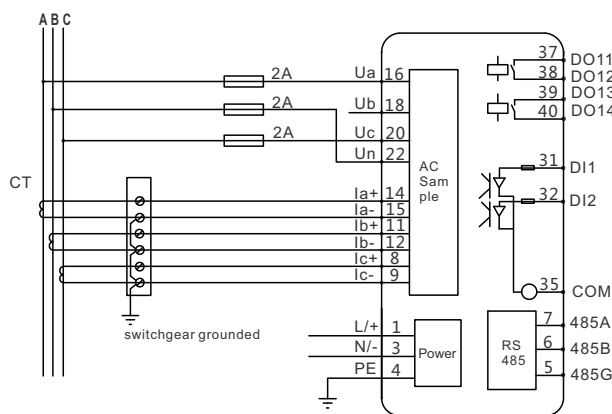 A B C
37
DO11
2A
Ua
16
38
DO12
39
DO13
2A
Ub
18
40
DO14
2A
Uc
20
Un
22
31
DI1
AC
Sam
ple
CT
32
DI2
Ia+
14
Ia-
15
Ib+
11
Ib-
12
Ic+
8
Ic-
9
35
COM
switchgear grounded
L/+
1
7
485A
N/-
3
Power
RS
485
6
485B
PE
4
5
485G